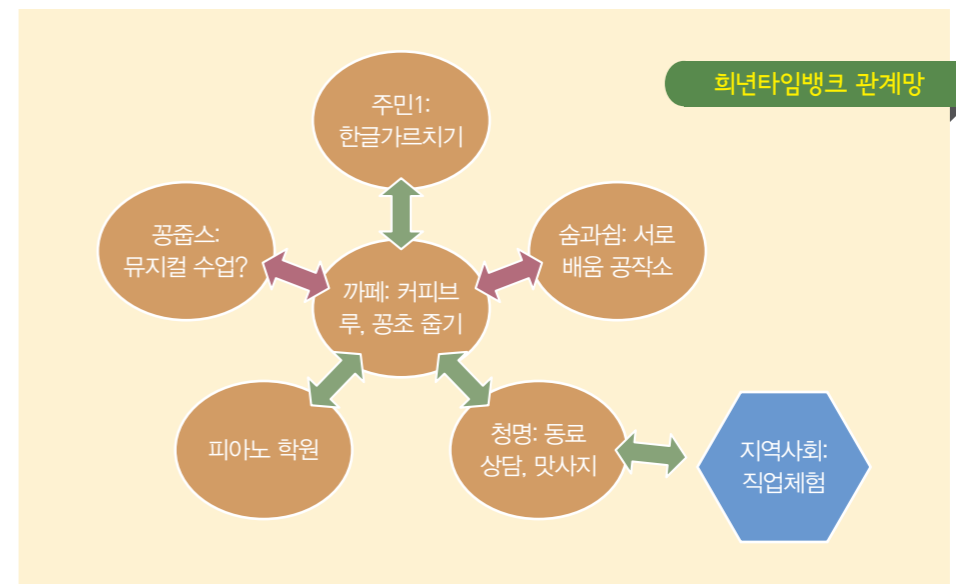 희년타임뱅크 관계망
주민1:
한글가르치기
꽁줍스:
뮤지컬 수업?
숨과쉼: 서로
배움 공작소
까페: 커피브
루, 꽁초 줍기
피아노 학원
청명: 동료
상담, 맛사지
지역사회:
직업체험